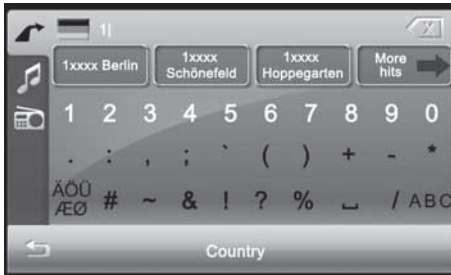 1|
1xxxx Berlin
1xxxx Schönefeld
1xxxx Hoppegarten
More hits
1 2 3 4 5 6 7 8 9 0
. : , ; ` ( ) + - *
ÄÖÜ ÆØ # ~ & ! ? % ⎵ / ABC
Country